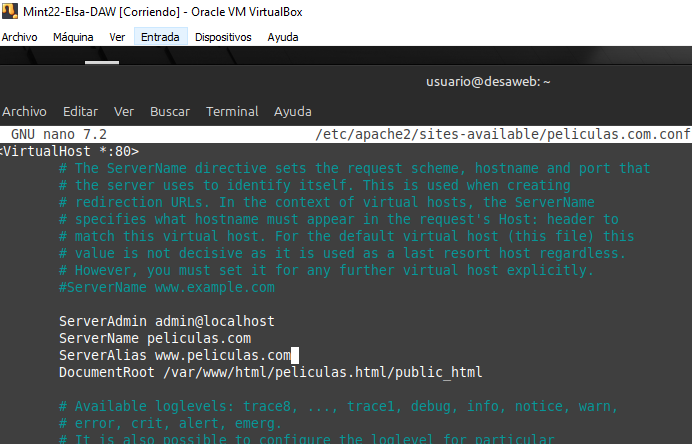 Mint22-Elsa-DAW [Corriendo] - Oracle VM VirtualBox
Archivo Máquina Ver Entrada Dispositivos Ayuda
usuario@desaweb: ~
Archivo Editar Ver Buscar Terminal Ayuda
GNU nano 7.2 /etc/apache2/sites-available/peliculas.com.conf
<VirtualHost *:80>
# The ServerName directive sets the request scheme, hostname and port that
# the server uses to identify itself. This is used when creating
# redirection URLs. In the context of virtual hosts, the ServerName
# specifies what hostname must appear in the request's Host: header to
# match this virtual host. For the default virtual host (this file) this
# value is not decisive as it is used as a last resort host regardless.
# However, you must set it for any further virtual host explicitly.
#ServerName www.example.com
ServerAdmin admin@localhost
ServerName peliculas.com
ServerAlias www.peliculas.com
DocumentRoot /var/www/html/peliculas.html/public_html
# Available loglevels: trace8, ..., trace1, debug, info, notice, warn,
# error, crit, alert, emerg.
# It is also possible to configure the loglevel for particular